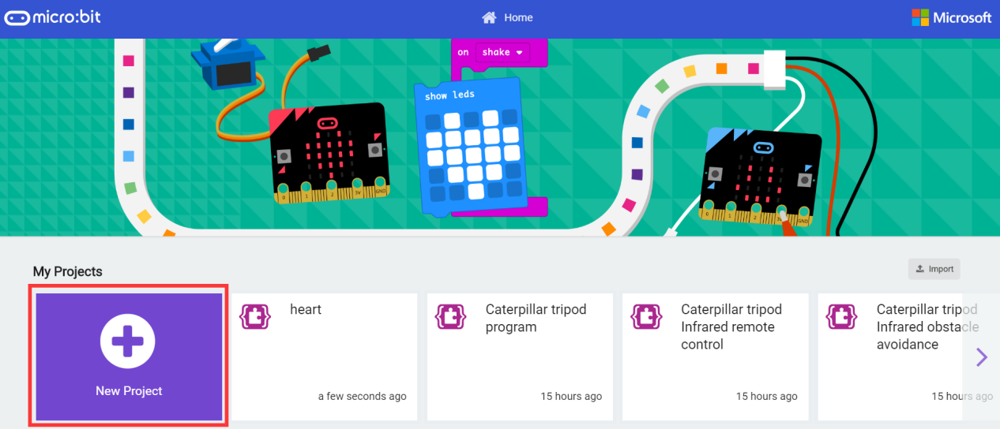 micro:bit
Home
Microsoft
on shake
show leds
0 1 2 3V GND
0 1 2 GND
My Projects
Import
New Project
heart
a few seconds ago
Caterpillar tripod
program
15 hours ago
Caterpillar tripod
Infrared remote
control
15 hours ago
Caterpillar tripod
Infrared obstacle
avoidance
15 hours ago